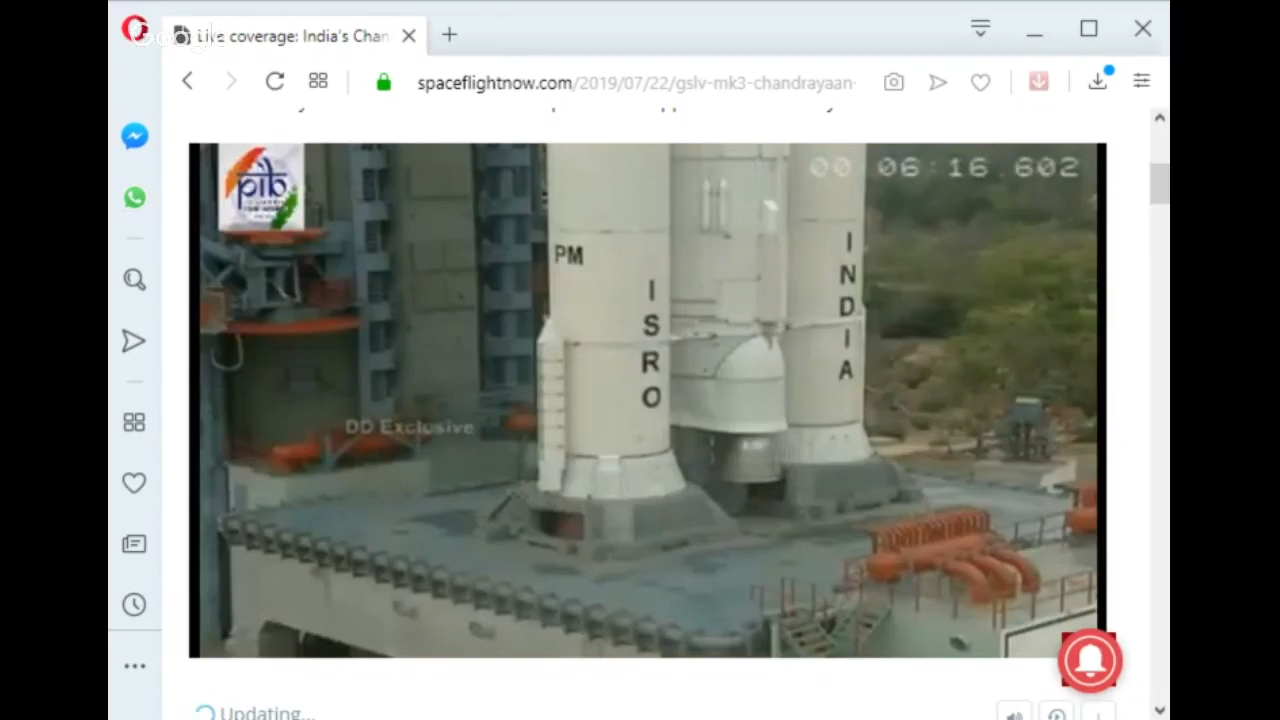 Google
Live coverage: India's Chan
spaceflightnow.com/2019/07/22/gslv-mk3-chandrayaan-
pib
00 06:16.602
PM
ISRO
INDIA
DD Exclusive
Updating...